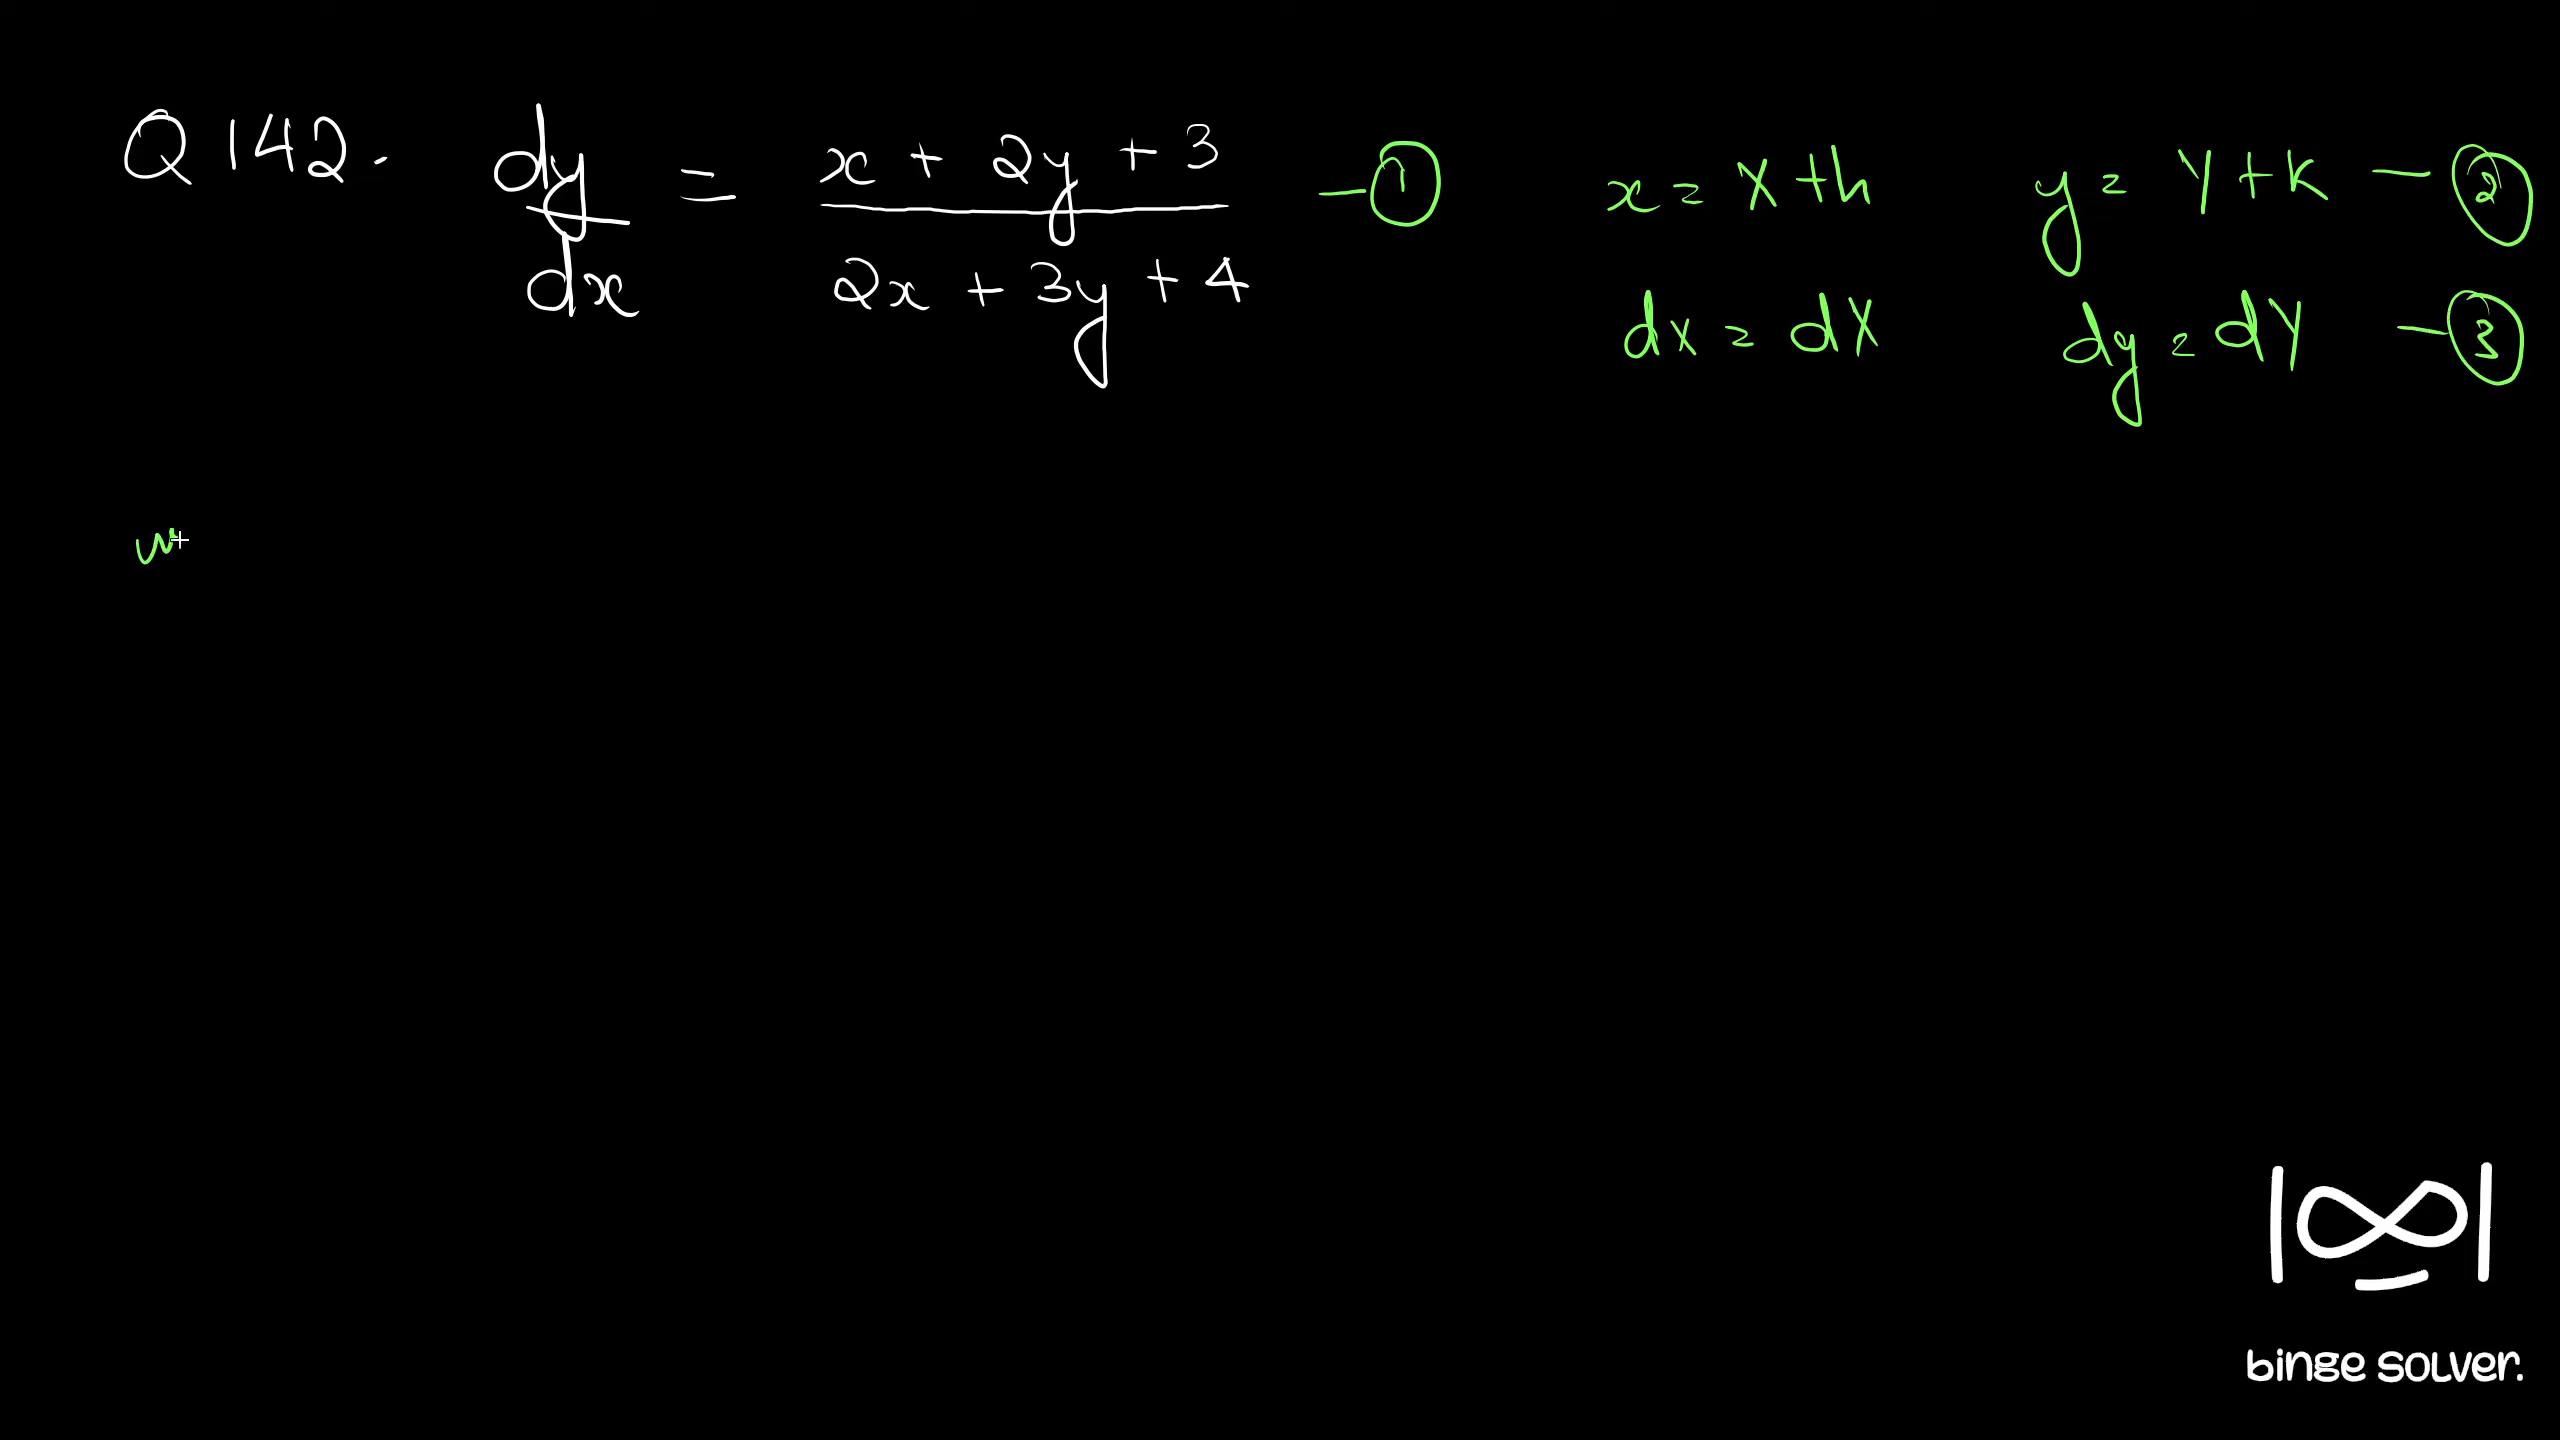 Q 142. dy/dx = (x + 2y + 3)/(2x + 3y + 4) — ① x = X + h y = Y + k — ②
dx = dX dy = dY — ③
binge solver.